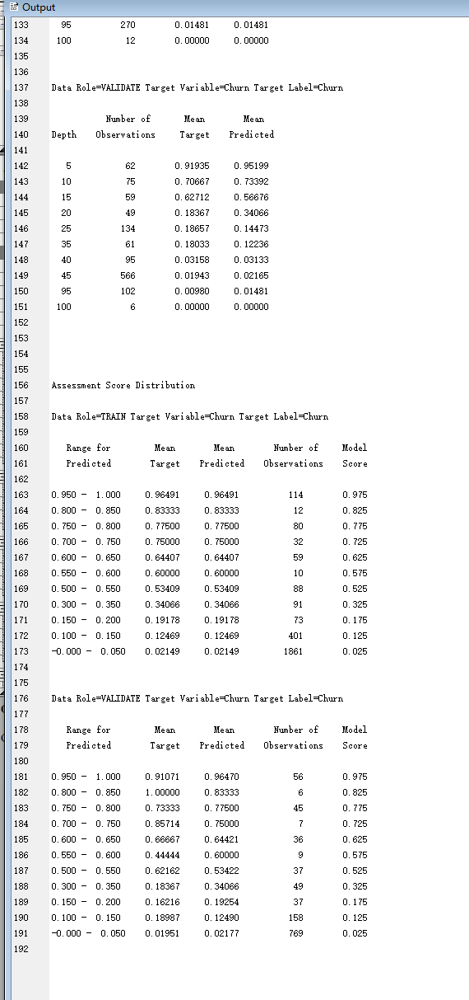 Output
133 95 270 0.01481 0.01481
134 100 12 0.00000 0.00000
135
136
137 Data Role=VALIDATE Target Variable=Churn Target Label=Churn
138
139 Number of Mean Mean
140 Depth Observations Target Predicted
141
142 5 62 0.91935 0.95199
143 10 75 0.70667 0.73392
144 15 59 0.62712 0.56676
145 20 49 0.18367 0.34066
146 25 134 0.18657 0.14473
147 35 61 0.18033 0.12236
148 40 95 0.03158 0.03133
149 45 566 0.01943 0.02165
150 95 102 0.00980 0.01481
151 100 6 0.00000 0.00000
152
153
154
155
156 Assessment Score Distribution
157
158 Data Role=TRAIN Target Variable=Churn Target Label=Churn
159
160 Range for Mean Mean Number of Model
161 Predicted Target Predicted Observations Score
162
163 0.950 - 1.000 0.96491 0.96491 114 0.975
164 0.800 - 0.850 0.83333 0.83333 12 0.825
165 0.750 - 0.800 0.77500 0.77500 80 0.775
166 0.700 - 0.750 0.75000 0.75000 32 0.725
167 0.600 - 0.650 0.64407 0.64407 59 0.625
168 0.550 - 0.600 0.60000 0.60000 10 0.575
169 0.500 - 0.550 0.53409 0.53409 88 0.525
170 0.300 - 0.350 0.34066 0.34066 91 0.325
171 0.150 - 0.200 0.19178 0.19178 73 0.175
172 0.100 - 0.150 0.12469 0.12469 401 0.125
173 -0.000 - 0.050 0.02149 0.02149 1861 0.025
174
175
176 Data Role=VALIDATE Target Variable=Churn Target Label=Churn
177
178 Range for Mean Mean Number of Model
179 Predicted Target Predicted Observations Score
180
181 0.950 - 1.000 0.91071 0.96470 56 0.975
182 0.800 - 0.850 1.00000 0.83333 6 0.825
183 0.750 - 0.800 0.73333 0.77500 45 0.775
184 0.700 - 0.750 0.85714 0.75000 7 0.725
185 0.600 - 0.650 0.66667 0.64421 36 0.625
186 0.550 - 0.600 0.44444 0.60000 9 0.575
187 0.500 - 0.550 0.62162 0.53422 37 0.525
188 0.300 - 0.350 0.18367 0.34066 49 0.325
189 0.150 - 0.200 0.16216 0.19254 37 0.175
190 0.100 - 0.150 0.18987 0.12490 158 0.125
191 -0.000 - 0.050 0.01951 0.02177 769 0.025
192